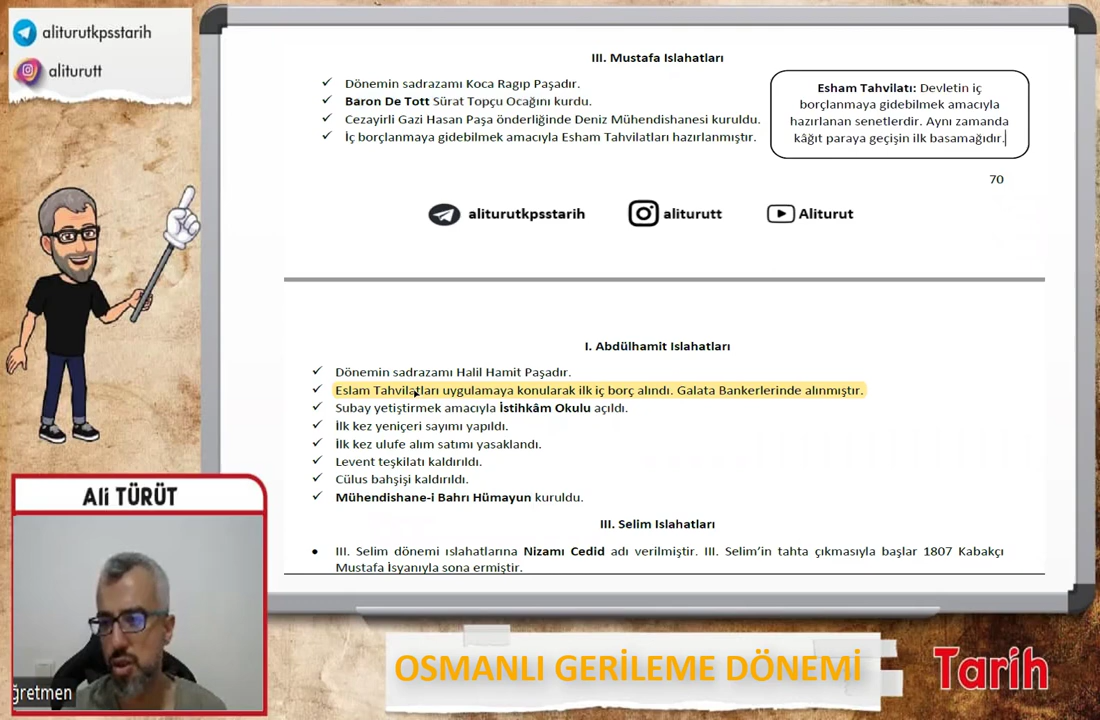 aliturutkpsstarih
aliturutt
III. Mustafa Islahatları
✓ Dönemin sadrazamı Koca Ragıp Paşadır.
✓ Baron De Tott Sürat Topçu Ocağını kurdu.
✓ Cezayirli Gazi Hasan Paşa önderliğinde Deniz Mühendishanesi kuruldu.
✓ İç borçlanmaya gidebilmek amacıyla Esham Tahvilatları hazırlanmıştır.
Esham Tahvilatı: Devletin iç
borçlanmaya gidebilmek amacıyla
hazırlanan senetlerdir. Aynı zamanda
kâğıt paraya geçişin ilk basamağıdır.
70
aliturutkpsstarih aliturutt Aliturut
I. Abdülhamit Islahatları
✓ Dönemin sadrazamı Halil Hamit Paşadır.
✓ Eslam Tahvilatları uygulamaya konularak ilk iç borç alındı. Galata Bankerlerinde alınmıştır.
✓ Subay yetiştirmek amacıyla İstihkâm Okulu açıldı.
✓ İlk kez yeniçeri sayımı yapıldı.
✓ İlk kez ulufe alım satımı yasaklandı.
✓ Levent teşkilatı kaldırıldı.
✓ Cülus bahşişi kaldırıldı.
✓ Mühendishane-i Bahrı Hümayun kuruldu.
III. Selim Islahatları
• III. Selim dönemi ıslahatlarına Nizamı Cedid adı verilmiştir. III. Selim’in tahta çıkmasıyla başlar 1807 Kabakçı
Mustafa İsyanıyla sona ermiştir.
Ali TÜRÜT
ğretmen
OSMANLI GERİLEME DÖNEMİ
Tarih